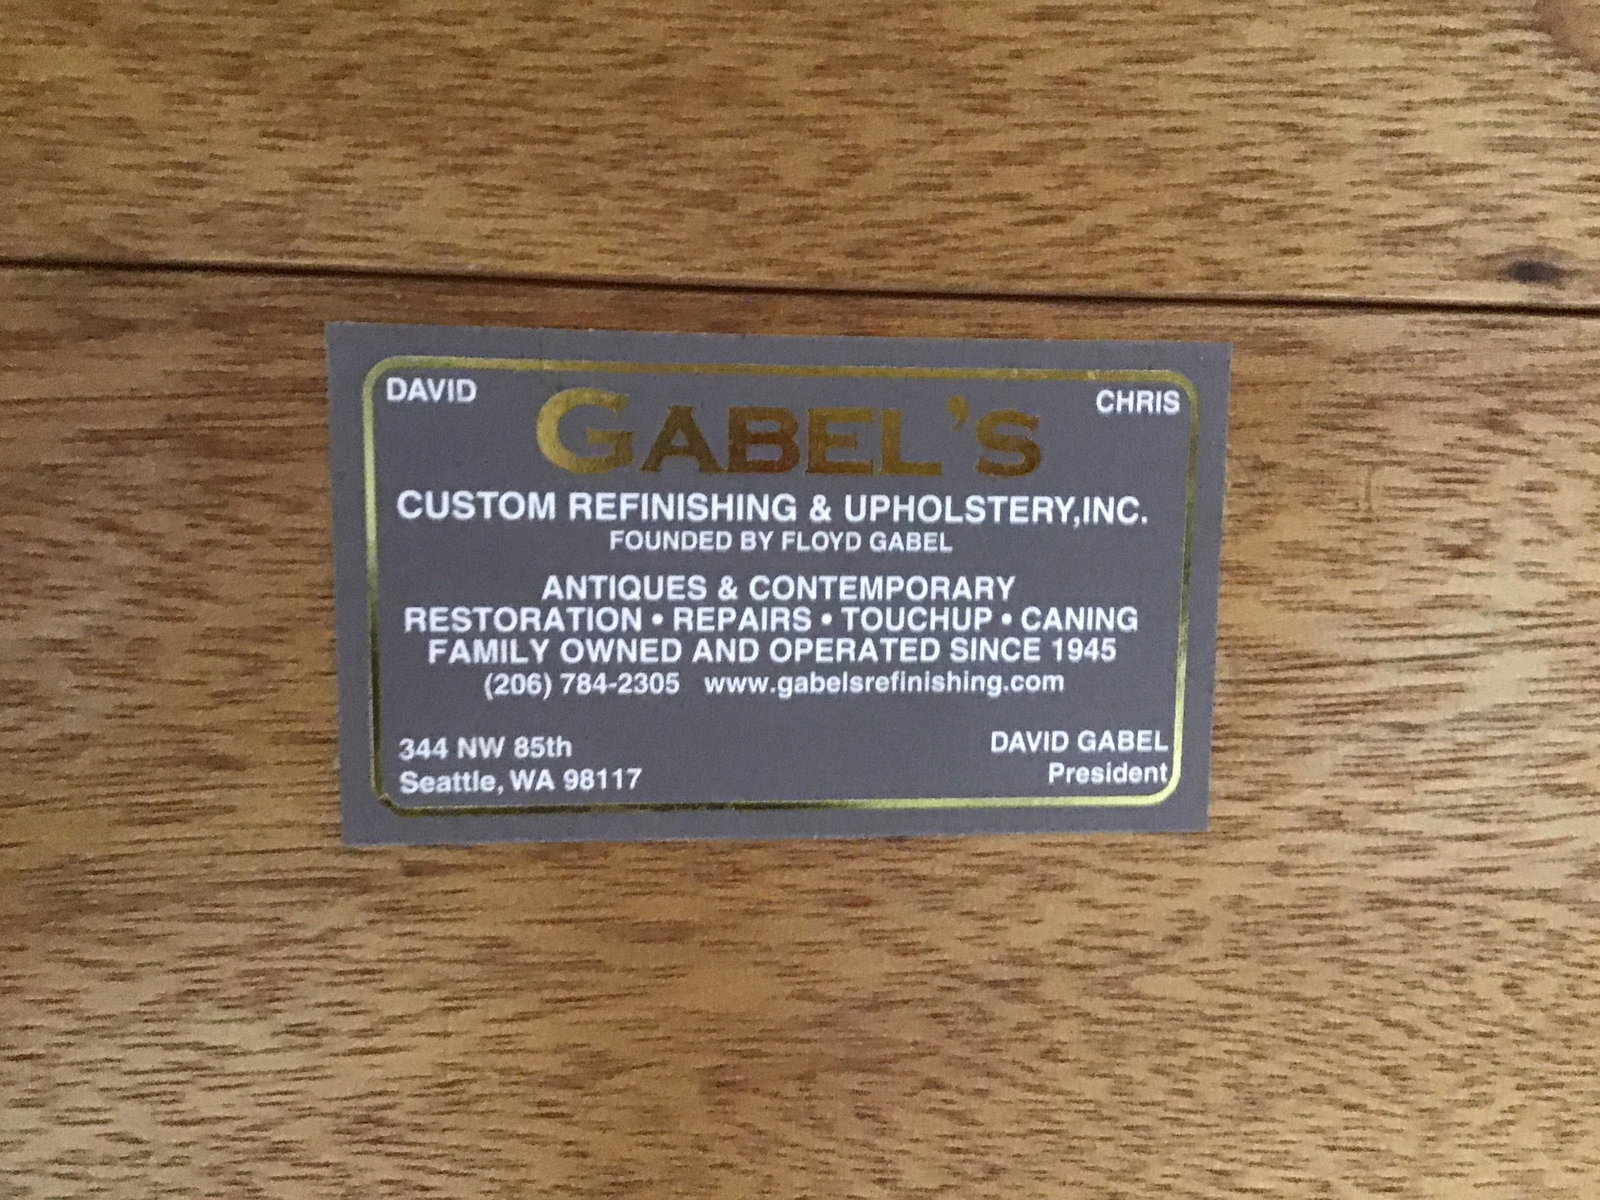 DAVID CHRIS
GABEL'S
CUSTOM REFINISHING & UPHOLSTERY,INC.
FOUNDED BY FLOYD GABEL
ANTIQUES & CONTEMPORARY
RESTORATION • REPAIRS • TOUCHUP • CANING
FAMILY OWNED AND OPERATED SINCE 1945
(206) 784-2305 www.gabelsrefinishing.com
344 NW 85th
Seattle, WA 98117
DAVID GABEL
President